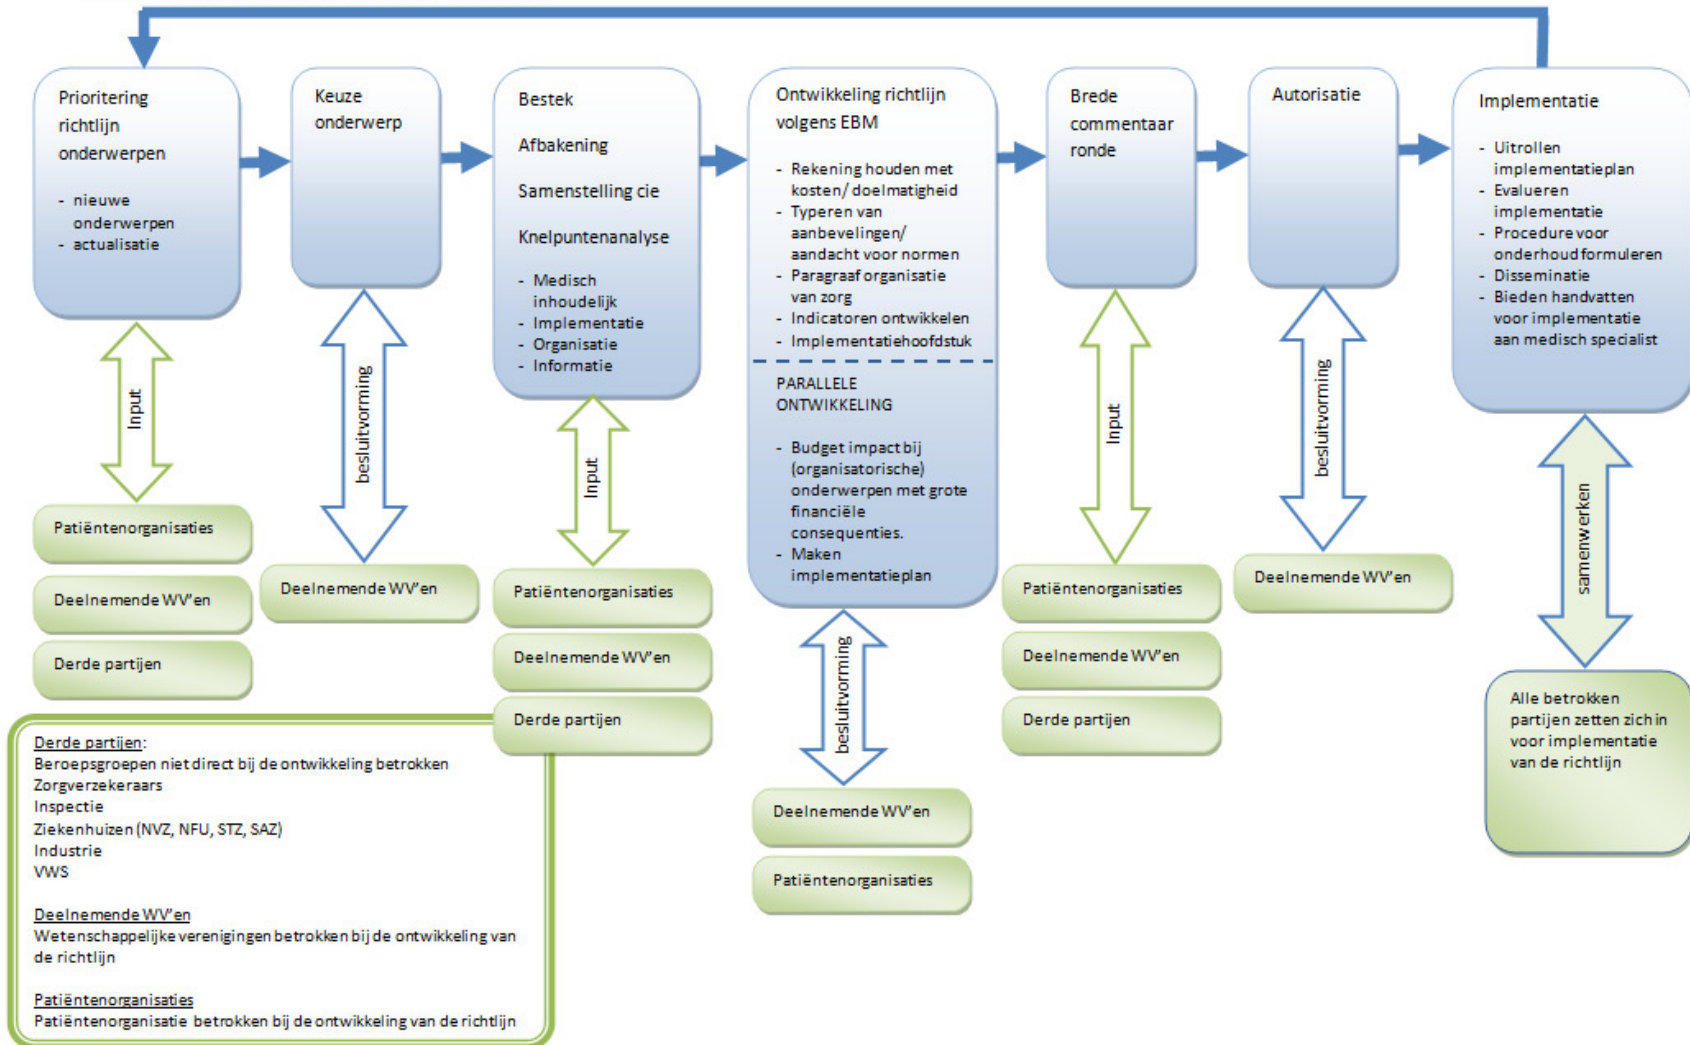 Prioritering
richtlijn
onderwerpen
- nieuwe
onderwerpen
- actualisatie
Input
Patiëntenorganisaties
Deelnemende WV'en
Derde partijen
Keuze
onderwerp
besluitvorming
Deelnemende WV'en
Bestek
Afbakening
Samenstelling cie
Knelpuntenanalyse
- Medisch
inhoudelijk
- Implementatie
- Organisatie
- Informatie
Input
Patiëntenorganisaties
Deelnemende WV'en
Derde partijen
Ontwikkeling richtlijn
volgens EBM
- Rekening houden met
kosten/ doelmatigheid
- Typeren van
aanbevelingen/
aandacht voor normen
- Paragraaf organisatie
van zorg
- Indicatoren ontwikkelen
- Implementatiehoofdstuk
PARALLELE
ONTWIKKELING
- Budget impact bij
(organisatorische)
onderwerpen met grote
financiële
consequenties.
- Maken
implementatieplan
besluitvorming
Deelnemende WV'en
Patiëntenorganisaties
Brede
commentaar
ronde
Input
Patiëntenorganisaties
Deelnemende WV'en
Derde partijen
Autorisatie
besluitvorming
Deelnemende WV'en
Implementatie
- Uitrollen
implementatieplan
- Evalueren
implementatie
- Procedure voor
onderhoud formuleren
- Disseminatie
- Bieden handvatten
voor implementatie
aan medisch specialist
samenwerken
Alle betrokken
partijen zetten zich in
voor implementatie
van de richtlijn
Derde partijen:
Beroepsgroepen niet direct bij de ontwikkeling betrokken
Zorgverzekeraars
Inspectie
Ziekenhuizen (NVZ, NFU, STZ, SAZ)
Industrie
VWS
Deelnemende WV'en
Wetenschappelijke verenigingen betrokken bij de ontwikkeling van
de richtlijn
Patiëntenorganisaties
Patiëntenorganisatie betrokken bij de ontwikkeling van de richtlijn